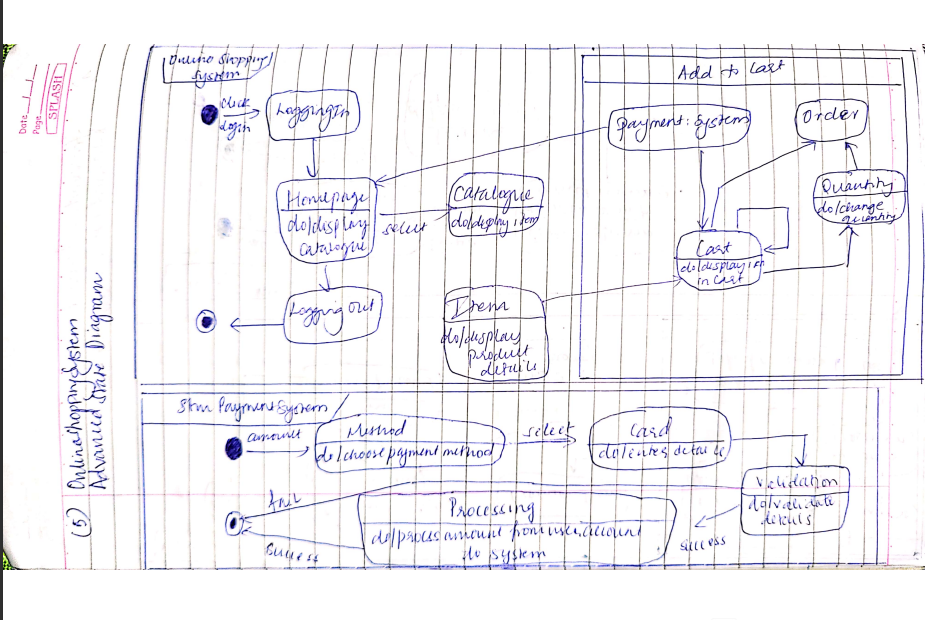 Date
Page
SPLASH
(5) Online Shopping System
Advanced State Diagram
Online Shopping
System
click
login
Logging In
Homepage
do/display
catalogue
select
Catalogue
do/display item
Logging Out
Item
do/display
product
details
Add to Cart
Payment: System
Order
Quantity
do/change
quantity
Cart
do/display
in cart
Stm Payment System
amount
Method
do/choose payment method
select
Card
do/enter details
Validation
do/validate
details
fail
success
Processing
do/process amount from user account
to system
success